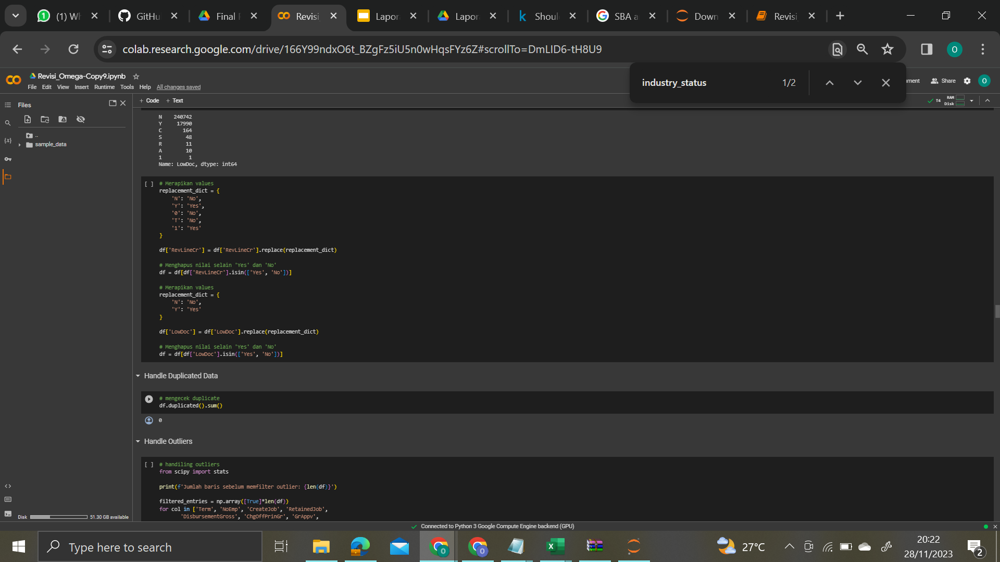 (1) Wh
GitHu
Final F
Revisi
Lapor
Lapor
Shoul
SBA a
Down
Revisi
colab.research.google.com/drive/166Y99ndxO6t_BZgFz5iU5n0wHqsFYz6Z#scrollTo=DmLID6-tH8U9
O
industry_status 1/2
Revisi_Omega-Copy9.ipynb
File Edit View Insert Runtime Tools Help All changes saved
mment Share O
Files
+ Code + Text
T4 RAM
Disk
..
sample_data
N 240742
Y 17990
C 164
S 48
R 11
A 10
1 1
Name: LowDoc, dtype: int64
[ ] # Merapikan values
replacement_dict = {
'N': 'No',
'Y': 'Yes',
'0': 'No',
'T': 'No',
'1': 'Yes'
}
df['RevLineCr'] = df['RevLineCr'].replace(replacement_dict)
# Menghapus nilai selain 'Yes' dan 'No'
df = df[df['RevLineCr'].isin(['Yes', 'No'])]
# Merapikan values
replacement_dict = {
'N': 'No',
'Y': 'Yes'
}
df['LowDoc'] = df['LowDoc'].replace(replacement_dict)
# Menghapus nilai selain 'Yes' dan 'No'
df = df[df['LowDoc'].isin(['Yes', 'No'])]
Handle Duplicated Data
# mengecek duplicate
df.duplicated().sum()
0
Handle Outliers
[ ] # handiling outliers
from scipy import stats
print(f'Jumlah baris sebelum memfilter outlier: {len(df)}')
filtered_entries = np.array([True]*len(df))
for col in ['Term', 'NoEmp', 'CreateJob', 'RetainedJob',
'DisbursementGross', 'ChgOffPrinGr', 'GrAppv',
Disk 51.30 GB available
Connected to Python 3 Google Compute Engine backend (GPU)
Type here to search
27°C
20:22
28/11/2023
2